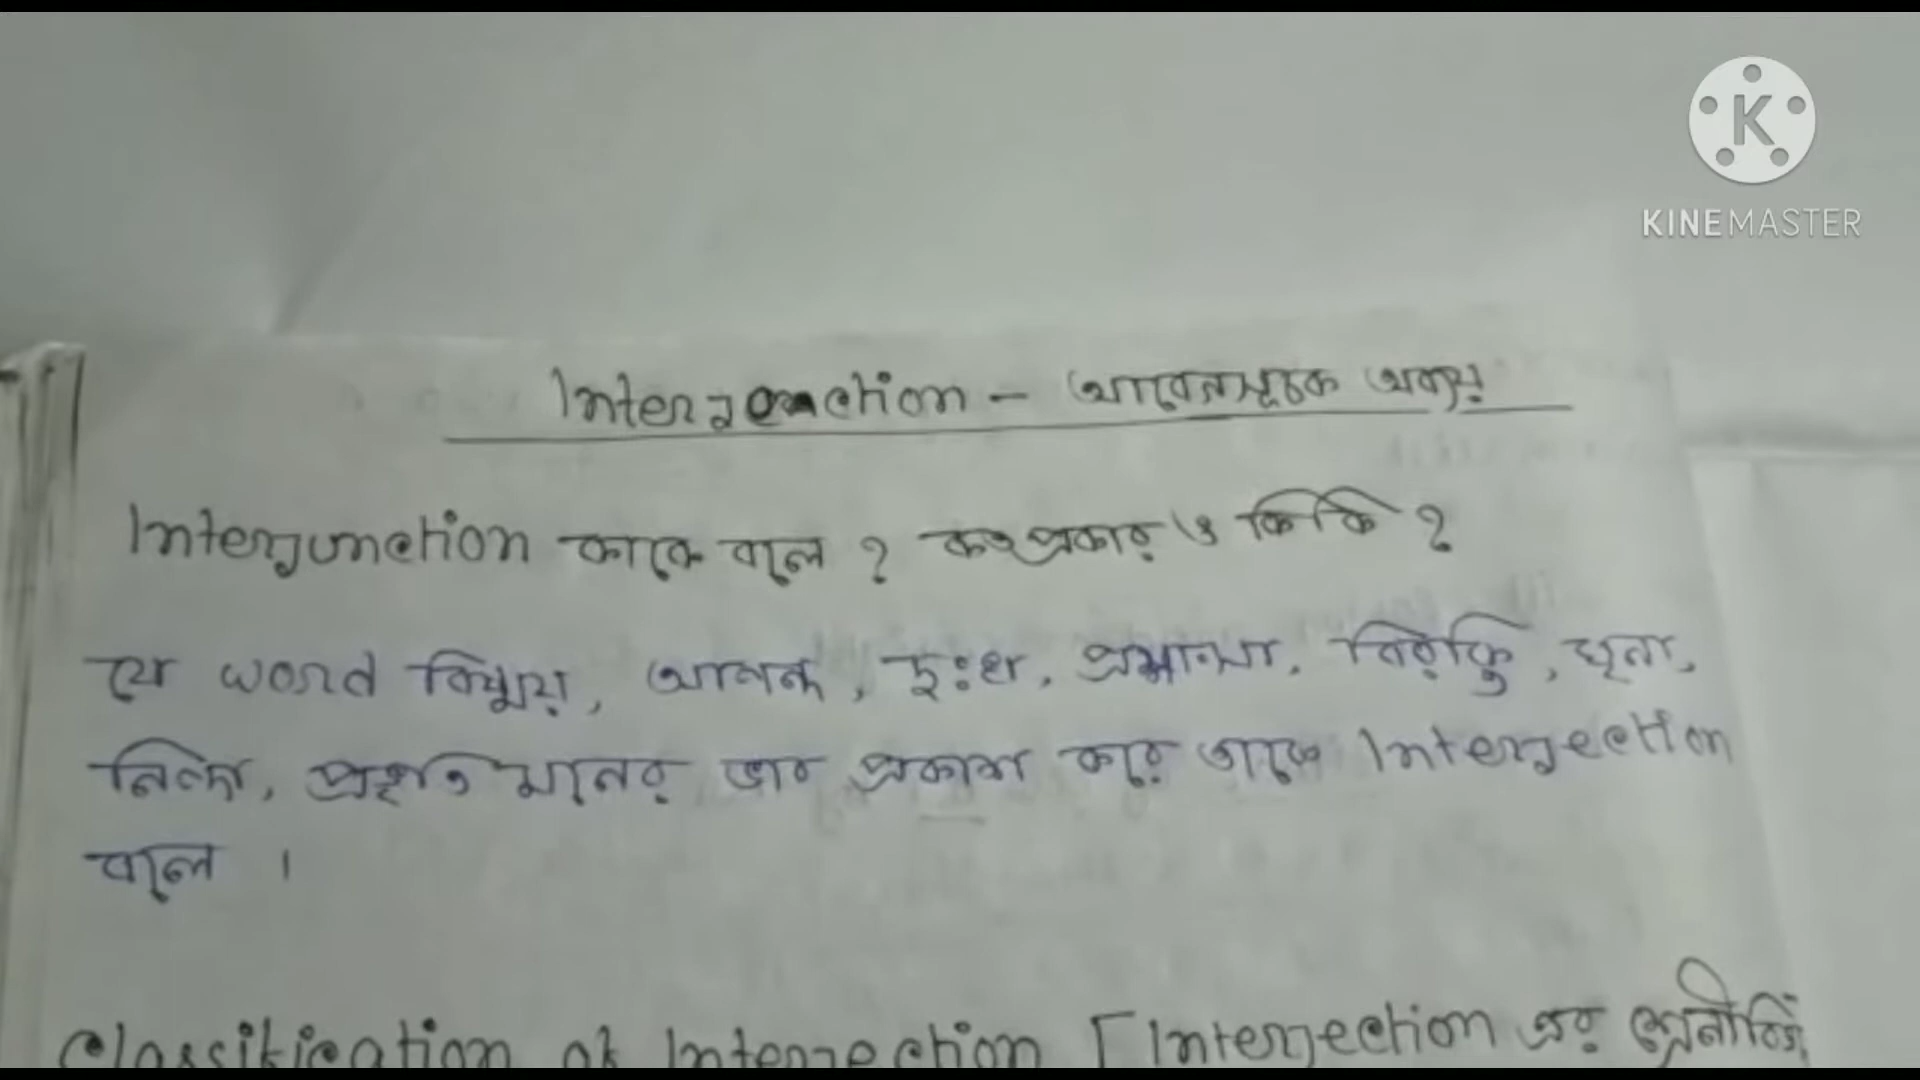 KINEMASTER
Interjection - আবেগসূচক অব্যয়
Interjunction কাকে বলে ? কত প্রকার ও কি কি ?
যে word বিস্ময়, আনন্দ, দুঃখ, প্রশংসা, বিরক্তি, ঘৃনা,
নিন্দা, প্রভৃতি মনের ভাব প্রকাশ করে তাকে Interjection
বলে ।
Classification of Interjection [Interjection এর